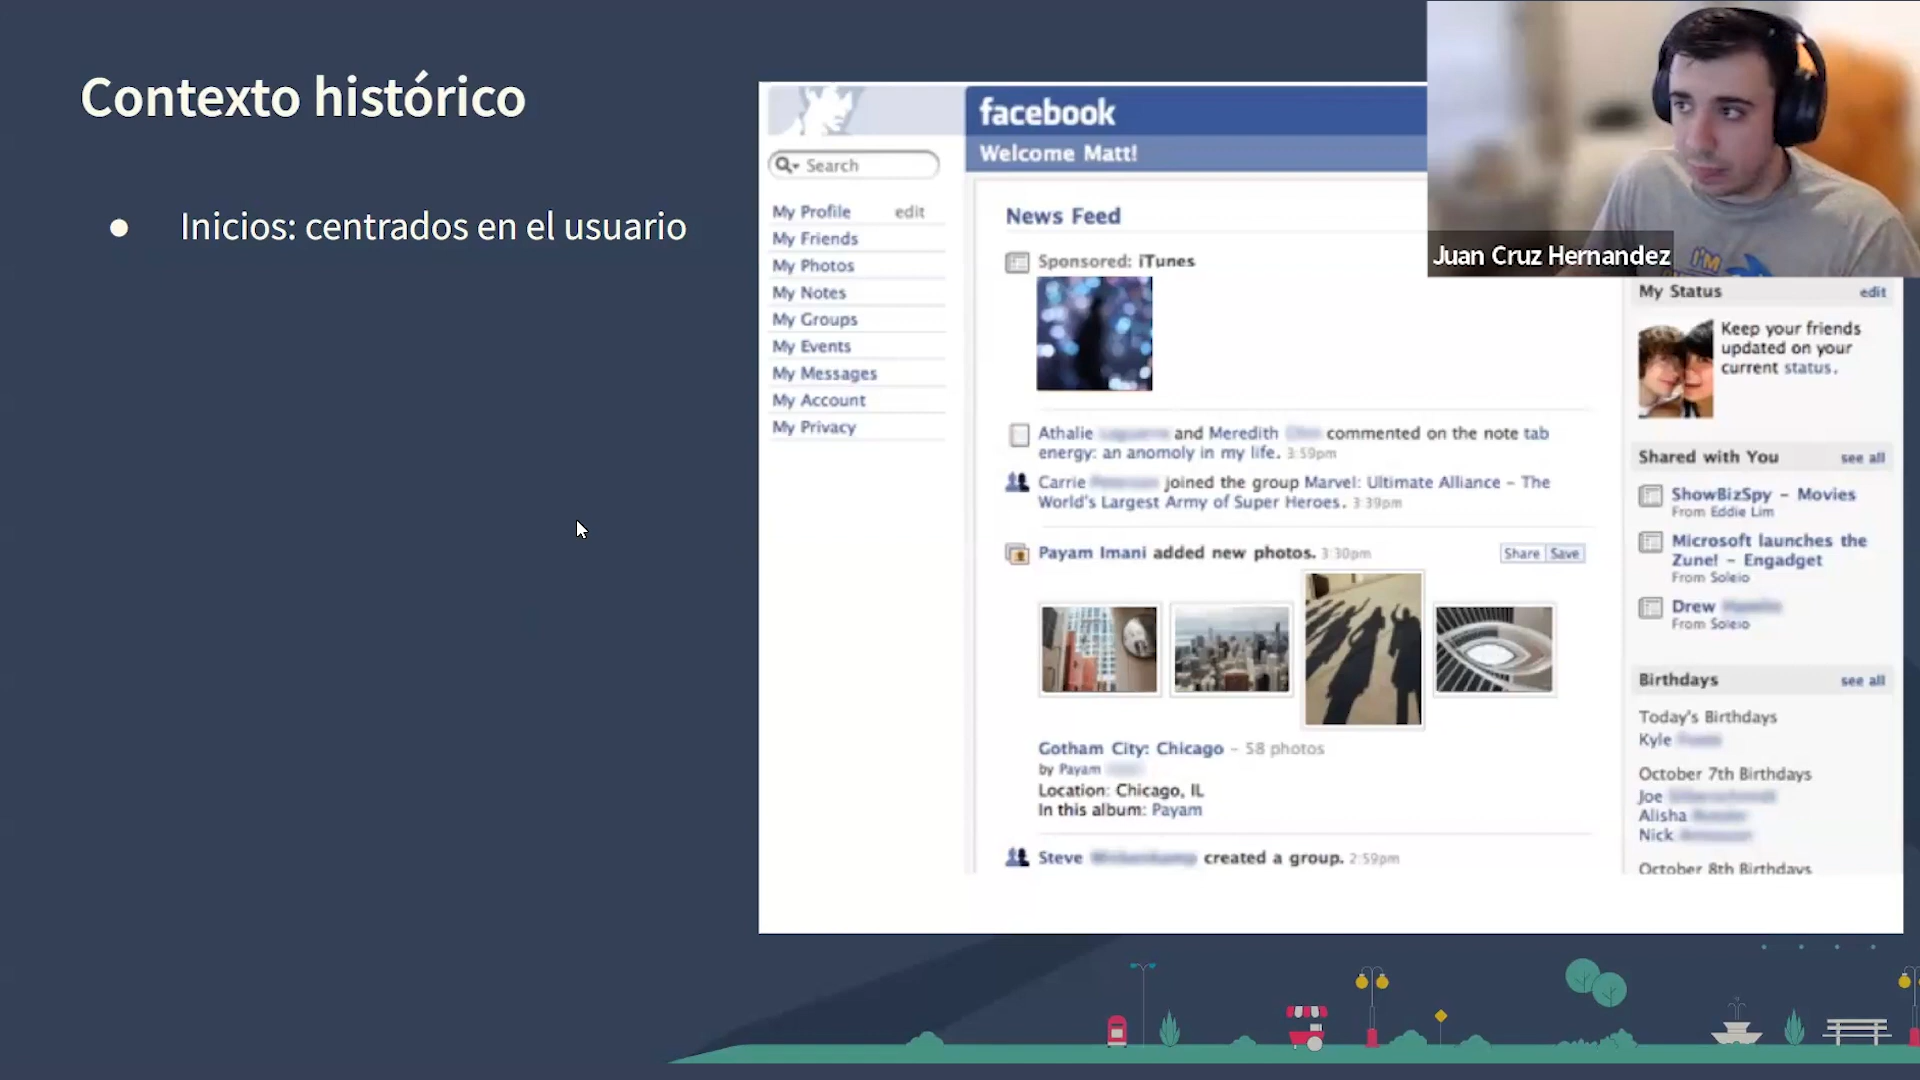 Contexto histórico
● Inicios: centrados en el usuario
facebook
Welcome Matt!
Search
My Profile edit
My Friends
My Photos
My Notes
My Groups
My Events
My Messages
My Account
My Privacy
News Feed
Sponsored: iTunes
Athalie and Meredith commented on the note tab
energy: an anomoly in my life. 3:59pm
Carrie joined the group Marvel: Ultimate Alliance - The
World's Largest Army of Super Heroes. 3:39pm
Payam Imani added new photos. 3:30pm
Share Save
Gotham City: Chicago - 58 photos
by Payam
Location: Chicago, IL
In this album: Payam
Steve created a group. 2:59pm
Juan Cruz Hernandez
I'M
My Status edit
Keep your friends
updated on your
current status.
Shared with You see all
ShowBizSpy - Movies
From Eddie Lim
Microsoft launches the
Zune! - Engadget
From Soleio
Drew
From Soleio
Birthdays see all
Today's Birthdays
Kyle
October 7th Birthdays
Joe
Alisha
Nick
October 8th Birthdays